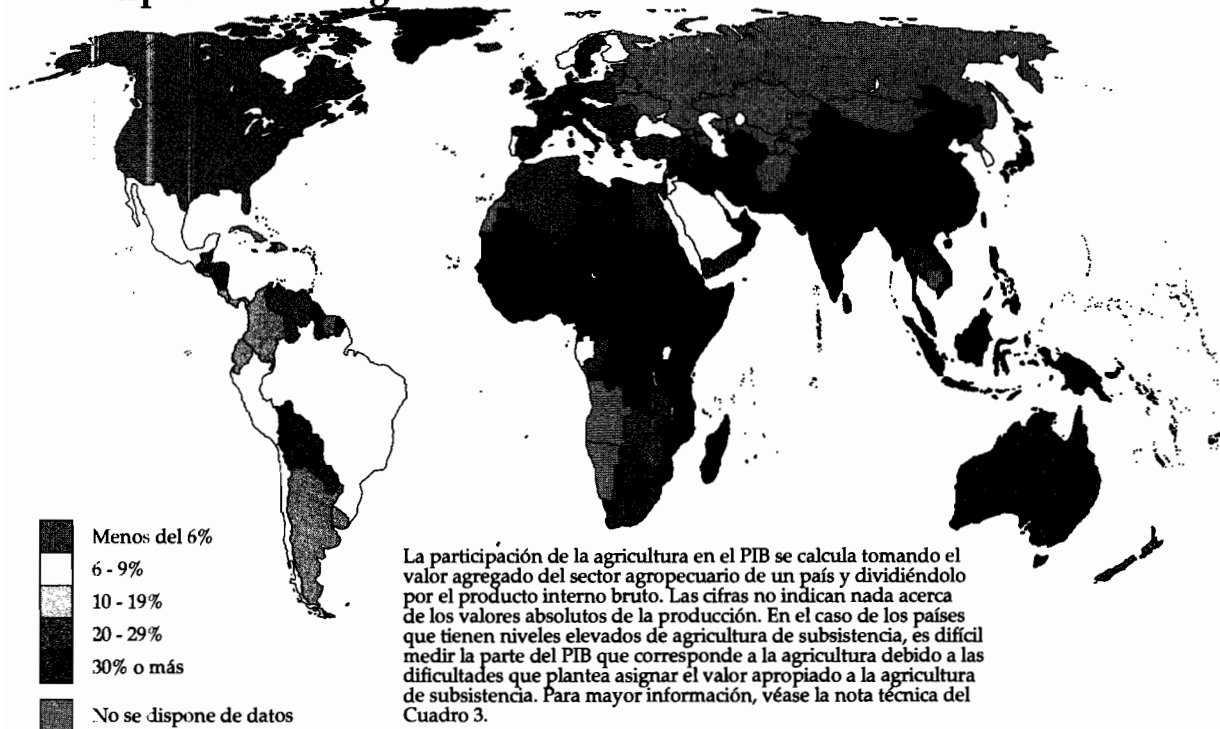 Menos del 6%
6 - 9%
10 - 19%
20 - 29%
30% o más
No se dispone de datos
La participación de la agricultura en el PIB se calcula tomando el
valor agregado del sector agropecuario de un país y dividiéndolo
por el producto interno bruto. Las cifras no indican nada acerca
de los valores absolutos de la producción. En el caso de los países
que tienen niveles elevados de agricultura de subsistencia, es difícil
medir la parte del PIB que corresponde a la agricultura debido a las
dificultades que plantea asignar el valor apropiado a la agricultura
de subsistencia. Para mayor información, véase la nota técnica del
Cuadro 3.